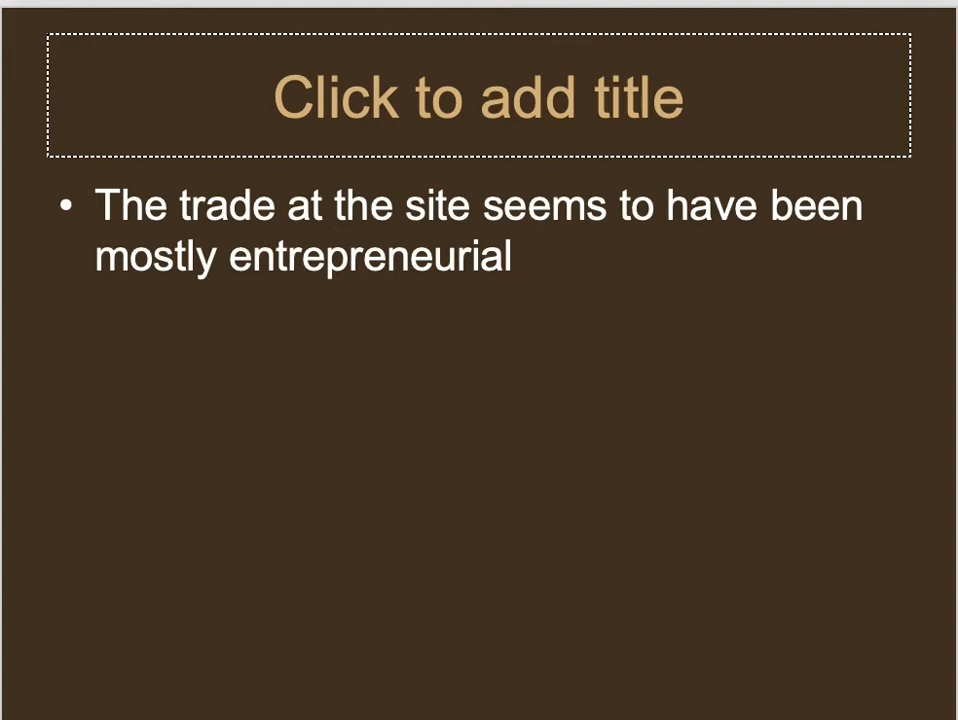 Click to add title
• The trade at the site seems to have been
mostly entrepreneurial